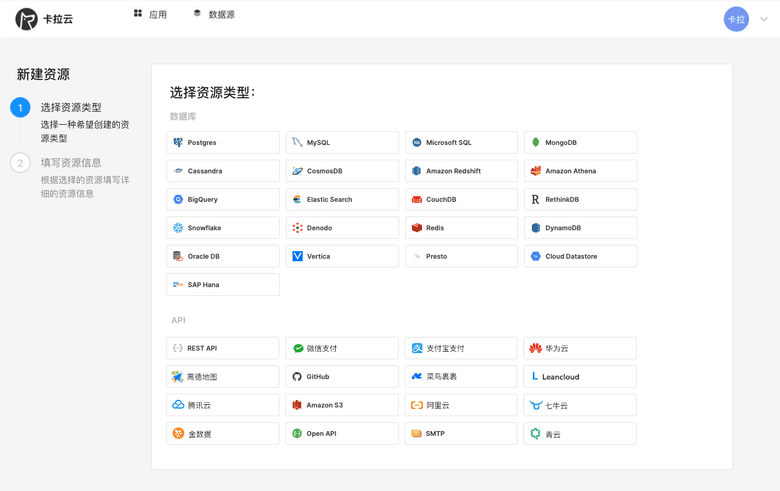 卡拉云
应用
数据源
卡拉
新建资源
1
选择资源类型
选择一种希望创建的资
源类型
2
填写资源信息
根据选择的资源填写详
细的资源信息
选择资源类型：
数据库
Postgres
MySQL
Microsoft SQL
MongoDB
Cassandra
CosmosDB
Amazon Redshift
Amazon Athena
BigQuery
Elastic Search
CouchDB
RethinkDB
Snowflake
Denodo
Redis
DynamoDB
Oracle DB
Vertica
Presto
Cloud Datastore
SAP Hana
API
REST API
微信支付
支付宝支付
华为云
高德地图
GitHub
菜鸟裹裹
Leancloud
腾讯云
Amazon S3
阿里云
七牛云
金数据
Open API
SMTP
青云